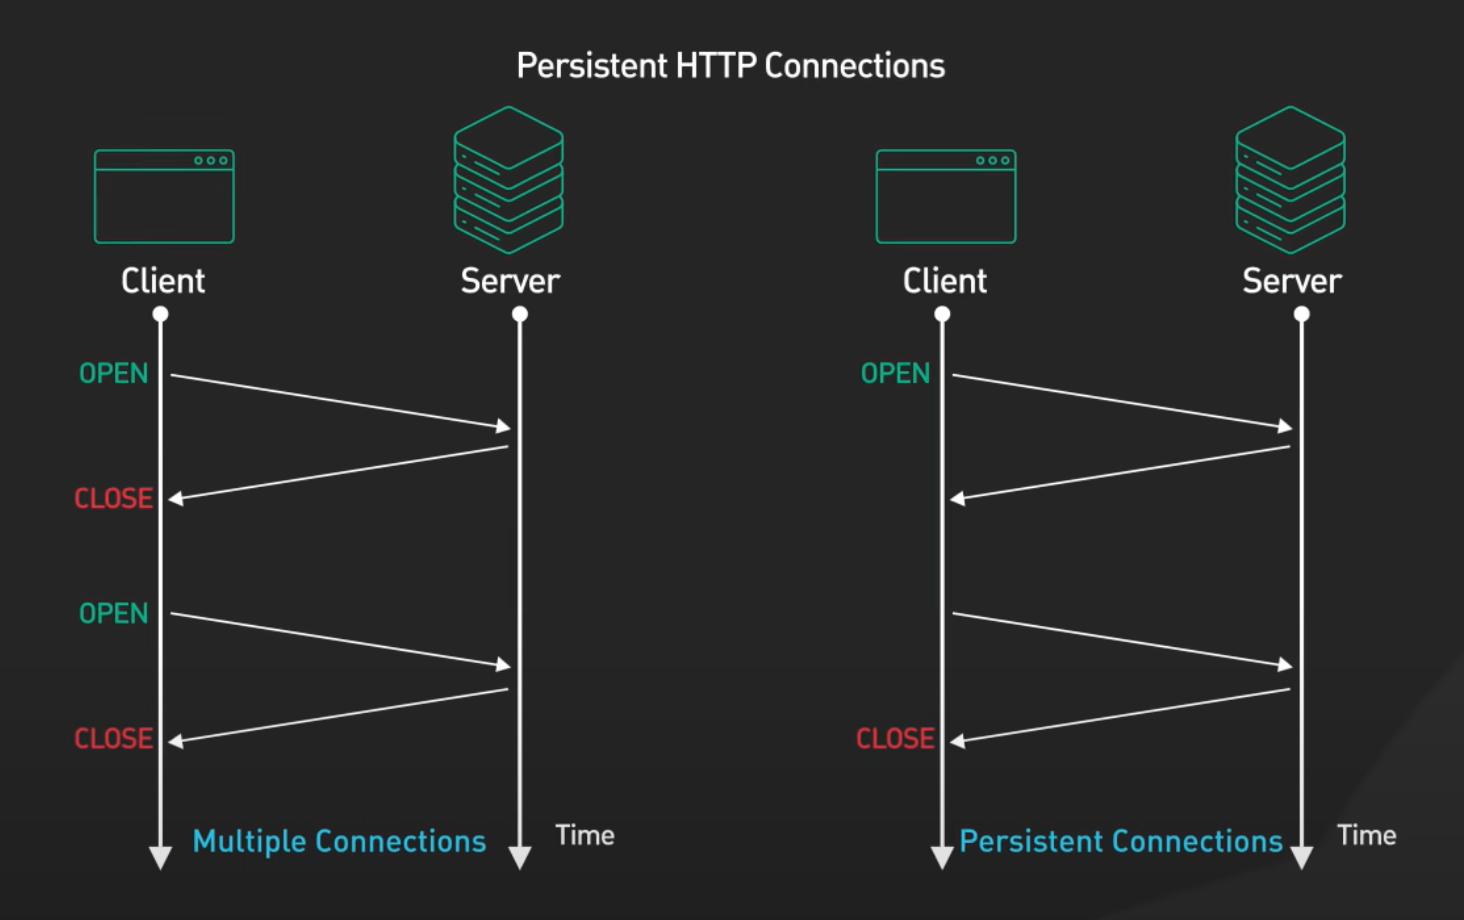 Persistent HTTP Connections
Client
Server
OPEN
CLOSE
OPEN
CLOSE
Multiple Connections
Time
Client
Server
OPEN
CLOSE
Persistent Connections
Time